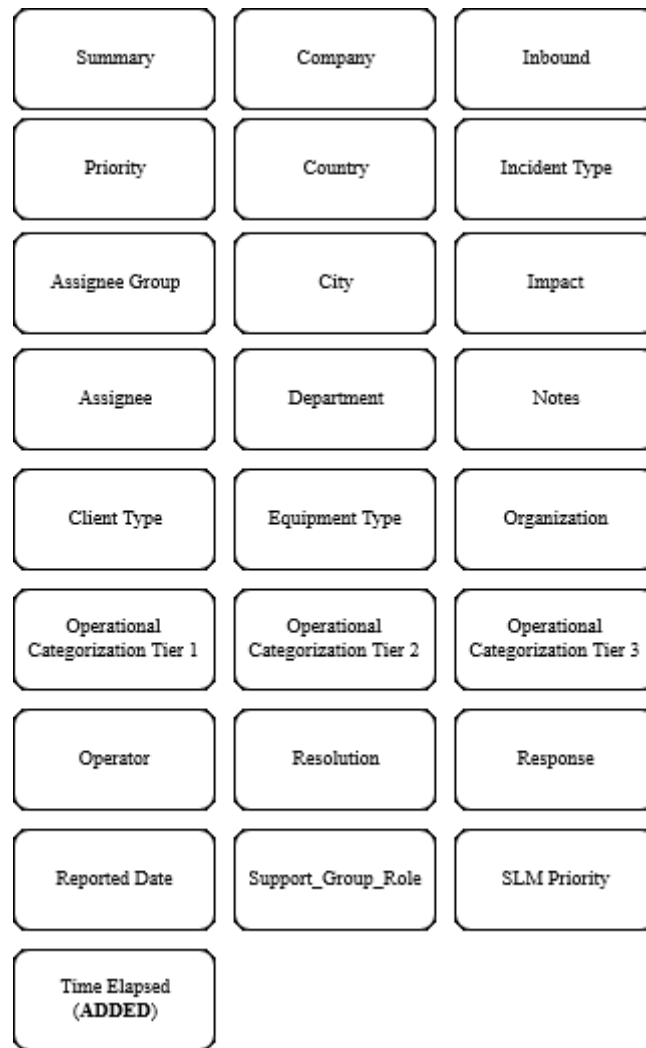 Summary
Company
Inbound
Priority
Country
Incident Type
Assignee Group
City
Impact
Assignee
Department
Notes
Client Type
Equipment Type
Organization
Operational
Categorization Tier 1
Operational
Categorization Tier 2
Operational
Categorization Tier 3
Operator
Resolution
Response
Reported Date
Support_Group_Role
SLM Priority
Time Elapsed
(ADDED)